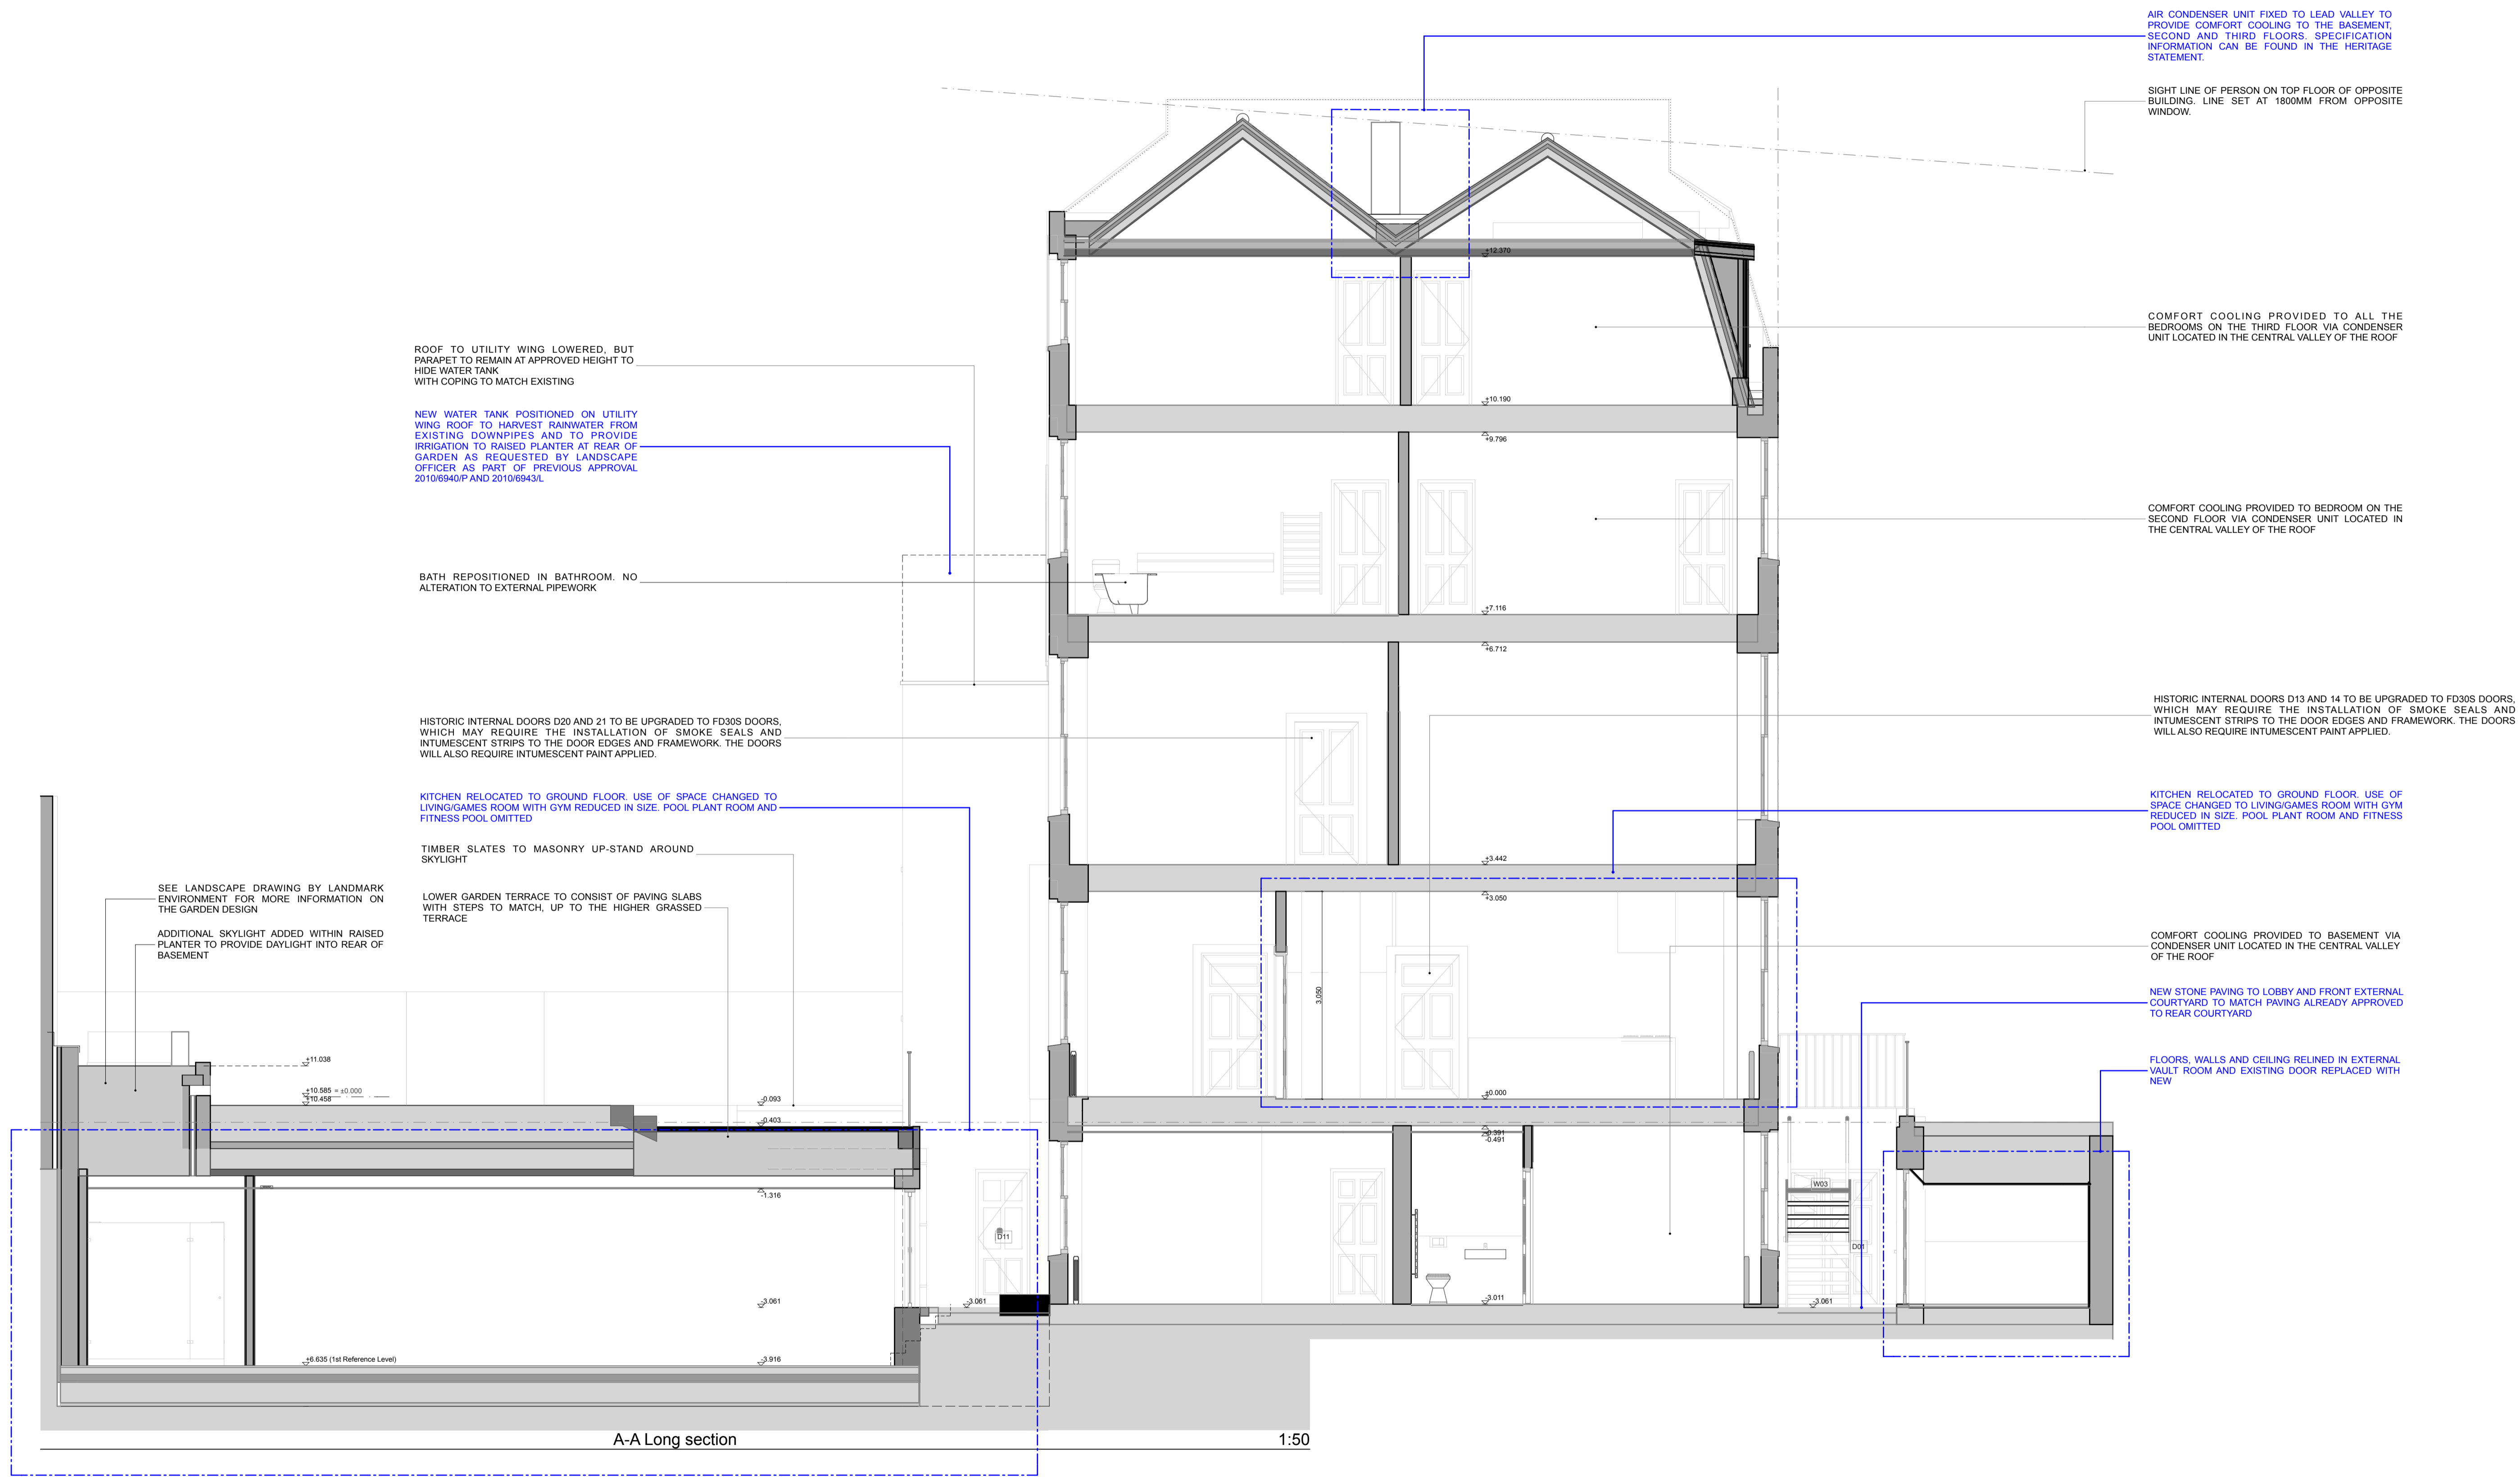 AIR CONDENSER UNIT FIXED TO LEAD VALLEY TO
PROVIDE COMFORT COOLING TO THE BASEMENT,
SECOND AND THIRD FLOORS. SPECIFICATION
INFORMATION CAN BE FOUND IN THE HERITAGE
STATEMENT.
SIGHT LINE OF PERSON ON TOP FLOOR OF OPPOSITE
BUILDING. LINE SET AT 1800MM FROM OPPOSITE
WINDOW.
+12.370
COMFORT COOLING PROVIDED TO ALL THE
BEDROOMS ON THE THIRD FLOOR VIA CONDENSER
UNIT LOCATED IN THE CENTRAL VALLEY OF THE ROOF
ROOF TO UTILITY WING LOWERED, BUT
PARAPET TO REMAIN AT APPROVED HEIGHT TO
HIDE WATER TANK
WITH COPING TO MATCH EXISTING
+10.190
NEW WATER TANK POSITIONED ON UTILITY
WING ROOF TO HARVEST RAINWATER FROM
EXISTING DOWNPIPES AND TO PROVIDE
IRRIGATION TO RAISED PLANTER AT REAR OF
GARDEN AS REQUESTED BY LANDSCAPE
OFFICER AS PART OF PREVIOUS APPROVAL
2010/6940/P AND 2010/6943/L
+9.796
COMFORT COOLING PROVIDED TO BEDROOM ON THE
SECOND FLOOR VIA CONDENSER UNIT LOCATED IN
THE CENTRAL VALLEY OF THE ROOF
BATH REPOSITIONED IN BATHROOM. NO
ALTERATION TO EXTERNAL PIPEWORK
+7.116
+6.712
HISTORIC INTERNAL DOORS D20 AND 21 TO BE UPGRADED TO FD30S DOORS,
WHICH MAY REQUIRE THE INSTALLATION OF SMOKE SEALS AND
INTUMESCENT STRIPS TO THE DOOR EDGES AND FRAMEWORK. THE DOORS
WILL ALSO REQUIRE INTUMESCENT PAINT APPLIED.
HISTORIC INTERNAL DOORS D13 AND 14 TO BE UPGRADED TO FD30S DOORS,
WHICH MAY REQUIRE THE INSTALLATION OF SMOKE SEALS AND
INTUMESCENT STRIPS TO THE DOOR EDGES AND FRAMEWORK. THE DOORS
WILL ALSO REQUIRE INTUMESCENT PAINT APPLIED.
KITCHEN RELOCATED TO GROUND FLOOR. USE OF SPACE CHANGED TO
LIVING/GAMES ROOM WITH GYM REDUCED IN SIZE. POOL PLANT ROOM AND
FITNESS POOL OMITTED
KITCHEN RELOCATED TO GROUND FLOOR. USE OF
SPACE CHANGED TO LIVING/GAMES ROOM WITH GYM
REDUCED IN SIZE. POOL PLANT ROOM AND FITNESS
POOL OMITTED
TIMBER SLATES TO MASONRY UP-STAND AROUND
SKYLIGHT
+3.442
SEE LANDSCAPE DRAWING BY LANDMARK
ENVIRONMENT FOR MORE INFORMATION ON
THE GARDEN DESIGN
LOWER GARDEN TERRACE TO CONSIST OF PAVING SLABS
WITH STEPS TO MATCH, UP TO THE HIGHER GRASSED
TERRACE
+3.050
ADDITIONAL SKYLIGHT ADDED WITHIN RAISED
PLANTER TO PROVIDE DAYLIGHT INTO REAR OF
BASEMENT
COMFORT COOLING PROVIDED TO BASEMENT VIA
CONDENSER UNIT LOCATED IN THE CENTRAL VALLEY
OF THE ROOF
3.050
NEW STONE PAVING TO LOBBY AND FRONT EXTERNAL
COURTYARD TO MATCH PAVING ALREADY APPROVED
TO REAR COURTYARD
+11.038
FLOORS, WALLS AND CEILING RELINED IN EXTERNAL
VAULT ROOM AND EXISTING DOOR REPLACED WITH
NEW
+10.585 = ±0.000
+10.458
-0.093
±0.000
-0.403
-0.391
-0.491
-1.316
W03
D11
D01
-3.061
-3.061
-3.011
-3.061
+6.635 (1st Reference Level)
-3.916
A-A Long section
1:50